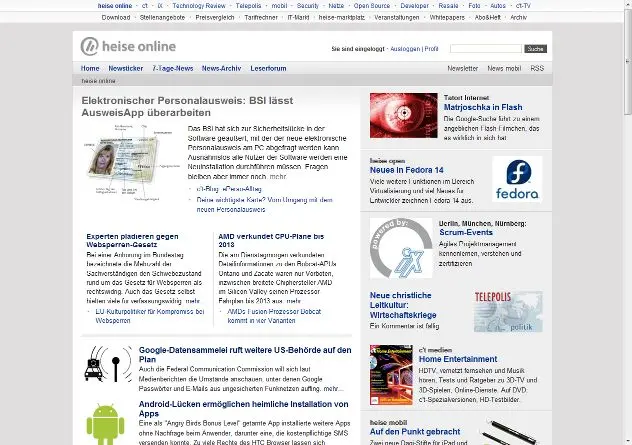 heise online · c't · iX · Technology Review · Telepolis · mobil · Security · Netze · Open Source · Developer · Resale · Foto · Autos · c't-TV
Download · Stellenangebote · Preisvergleich · Tarifrechner · IT-Markt · heise-marktplatz · Veranstaltungen · Whitepapers · Abo&Heft · Archiv
heise online
Sie sind eingeloggt · Ausloggen | Profil
Suche
Home Newsticker 7-Tage-News News-Archiv Leserforum
Newsletter News mobil RSS
heise online
Elektronischer Personalausweis: BSI lässt
AusweisApp überarbeiten
Das BSI hat sich zur Sicherheitslücke in der
Software geäußert, mit der der neue elektronische
Personalausweis am PC abgefragt werden kann
Ausnahmslos alle Nutzer der Software werden eine
Neuinstallation durchführen müssen. Fragen
bleiben aber immer noch. mehr...
c't-Blog: ePerso-Alltag
Deine wichtigste Karte? Vom Umgang mit dem
neuen Personalausweis
Experten plädieren gegen
Websperren-Gesetz
Bei einer Anhörung im Bundestag
bezeichnete die Mehrzahl der
Sachverständigen den Schwebezustand
rund um das Gesetz für Websperren als
rechtswidrig. Auch das Gesetz selbst
hielten viele für verfassungswidrig. mehr...
EU-Kulturpolitiker für Kompromiss bei
Websperren
AMD verkündet CPU-Pläne bis
2013
Die am Dienstagmorgen verkündeten
Detailinformationen zu den Bobcat-APUs
Ontario und Zacate waren nur Vorboten,
inzwischen breitete Chiphersteller AMD
im Silicon Valley seinen Prozessor
Fahrplan bis 2013 aus. mehr...
AMDs Fusion-Prozessor Bobcat
kommt in vier Varianten
Google-Datensammelei ruft weitere US-Behörde auf den
Plan
Auch die Federal Communication Commission will sich laut
Medienberichten die Umstände anschauen, unter denen Google
Passwörter und E-Mails aus ungesicherten Funknetzen auffing. mehr...
Android-Lücken ermöglichen heimliche Installation von
Apps
Eine als "Angry Birds Bonus Level" getarnte App installierte weitere Apps
ohne Nachfrage beim Anwender, darunter eine, die kostenpflichtige SMS
versenden konnte. Zu viele Rechte des HTC Browser lassen sich
Tatort Internet
Matrjoschka in Flash
Die Google-Suche führt zu einem
angeblichen Flash-Filmchen, das
es wirklich in sich hat
heise open
Neues in Fedora 14
Viele weitere Funktionen im Bereich
Virtualisierung und viel Neues für
Entwickler zeichnen Fedora 14 aus.
fedora
powered by:
Berlin, München, Nürnberg:
Scrum-Events
Agiles Projektmanagement
kennenlernen, verstehen und
zertifizieren
Neue christliche
Leitkultur:
Wirtschaftskriege
Ein Kommentar ist fällig
TELEPOLIS
politik
c't medien
Home Entertainment
HDTV, vernetzt fernsehen und Musik
hören, Tests und Ratgeber zu 3D-TV und
3D-Spielen, Online-Dienste. Auf DVD:
c't-Spezialversionen, HD-Testbilder.
heise mobil
Auf den Punkt gebracht
Zwei neue Dagi-Stifte für iPad und